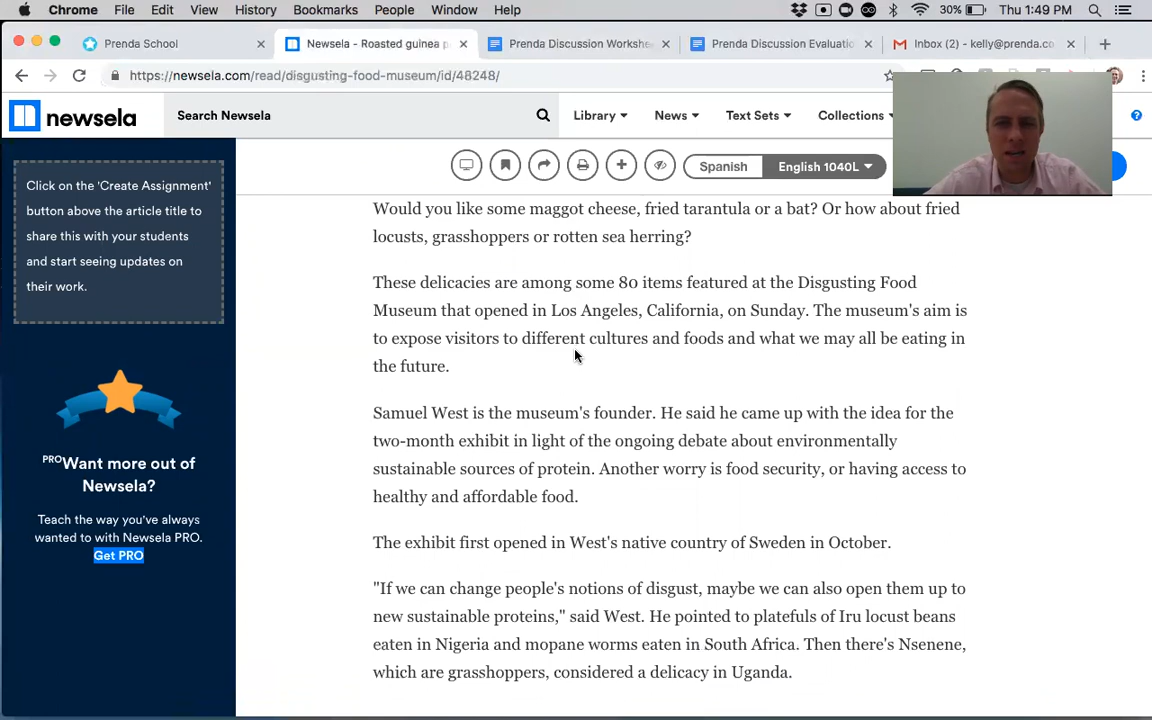 Chrome File Edit View History Bookmarks People Window Help 30% Thu 1:49 PM
Prenda School Newsela - Roasted guinea p Prenda Discussion Workshe Prenda Discussion Evaluatio Inbox (2) - kelly@prenda.co
https://newsela.com/read/disgusting-food-museum/id/48248/
newsela Search Newsela Library News Text Sets Collections
Spanish English 1040L
Click on the 'Create Assignment'
button above the article title to
share this with your students
and start seeing updates on
their work.
PRO Want more out of
Newsela?
Teach the way you've always
wanted to with Newsela PRO.
Get PRO
Would you like some maggot cheese, fried tarantula or a bat? Or how about fried
locusts, grasshoppers or rotten sea herring?
These delicacies are among some 80 items featured at the Disgusting Food
Museum that opened in Los Angeles, California, on Sunday. The museum's aim is
to expose visitors to different cultures and foods and what we may all be eating in
the future.
Samuel West is the museum's founder. He said he came up with the idea for the
two-month exhibit in light of the ongoing debate about environmentally
sustainable sources of protein. Another worry is food security, or having access to
healthy and affordable food.
The exhibit first opened in West's native country of Sweden in October.
"If we can change people's notions of disgust, maybe we can also open them up to
new sustainable proteins," said West. He pointed to platefuls of Iru locust beans
eaten in Nigeria and mopane worms eaten in South Africa. Then there's Nsenene,
which are grasshoppers, considered a delicacy in Uganda.